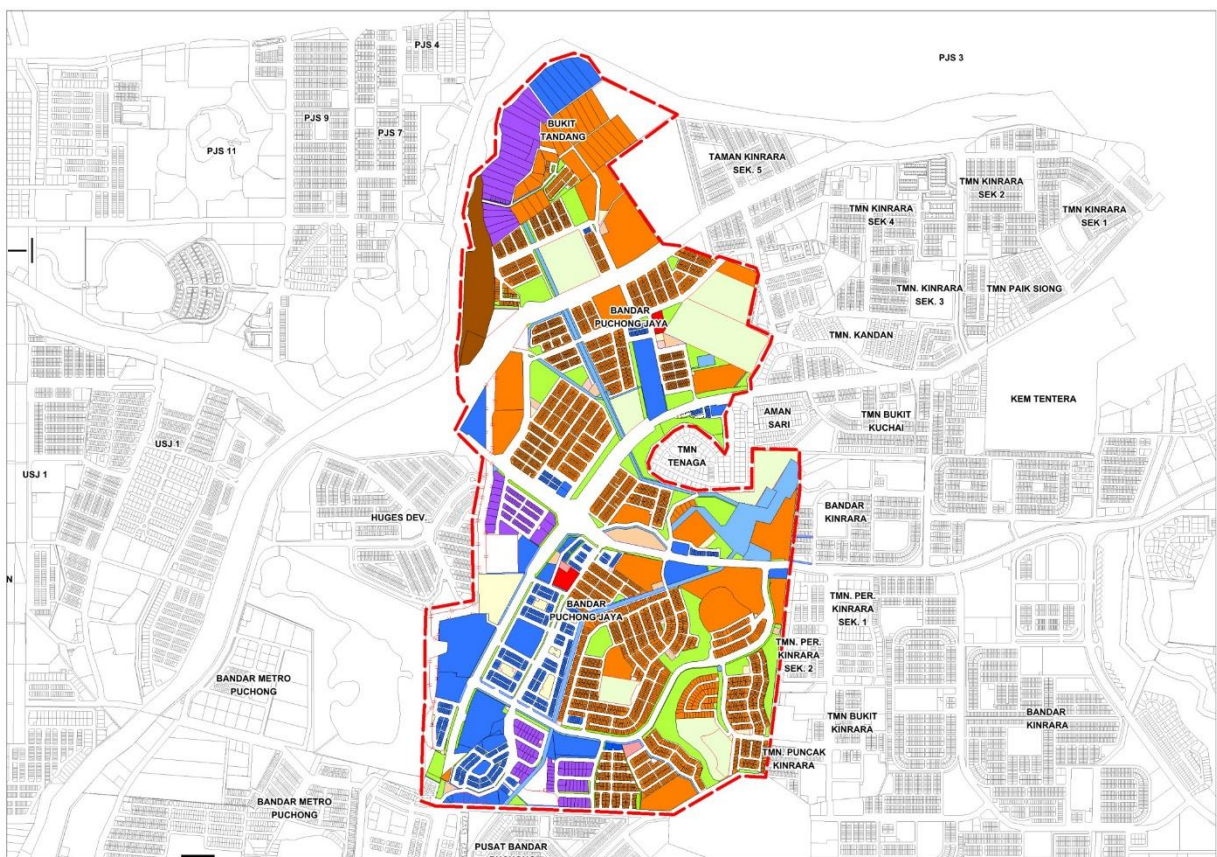 PJS 4
PJS 3
PJS 9
PJS 7
PJS 11
BUKIT
TANDANG
TAMAN KINRARA
SEK. 5
TMN KINRARA
SEK 2
TMN KINRARA
SEK 4
TMN KINRARA
SEK 1
TMN. KINRARA
SEK. 3
TMN PAIK SIONG
BANDAR
PUCHONG JAYA
TMN. KANDAN
KEM TENTERA
AMAN
SARI
TMN BUKIT
KUCHAI
USJ 1
USJ 1
TMN
TENAGA
HUGES DEV.
BANDAR
KINRARA
N
BANDAR
PUCHONG JAYA
TMN. PER.
KINRARA
SEK. 1
TMN. PER.
KINRARA
SEK. 2
BANDAR METRO
PUCHONG
TMN BUKIT
KINRARA
BANDAR
KINRARA
TMN. PUNCAK
KINRARA
BANDAR METRO
PUCHONG
PUSAT BANDAR